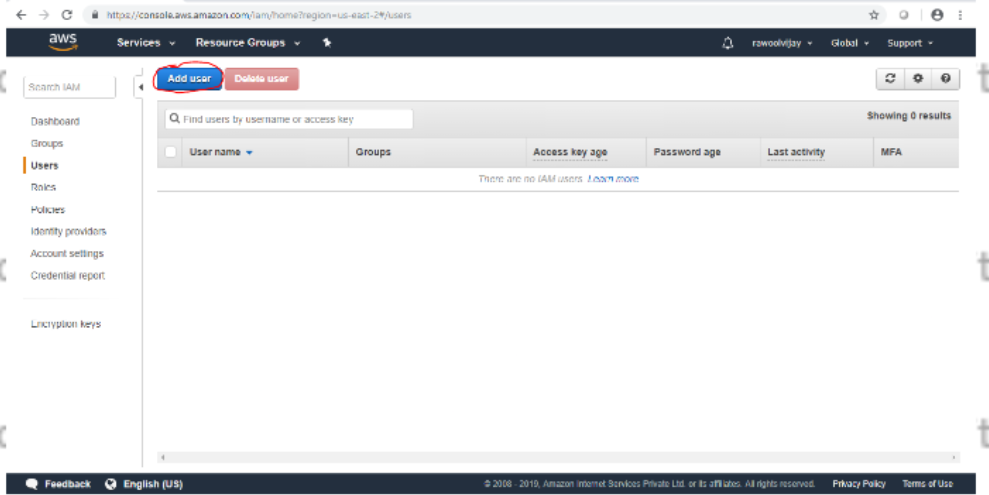 https://console.aws.amazon.com/iam/home?region=us-east-2#/users
aws Services Resource Groups rawoolvijay Global Support
Add user Delete user
Search IAM
Find users by username or access key Showing 0 results
User name Groups Access key age Password age Last activity MFA
There are no IAM users. Learn more
Dashboard
Groups
Users
Roles
Policies
Identity providers
Account settings
Credential report
Encryption keys
Feedback English (US) © 2008 - 2019, Amazon Internet Services Private Ltd. or its affiliates. All rights reserved. Privacy Policy Terms of Use